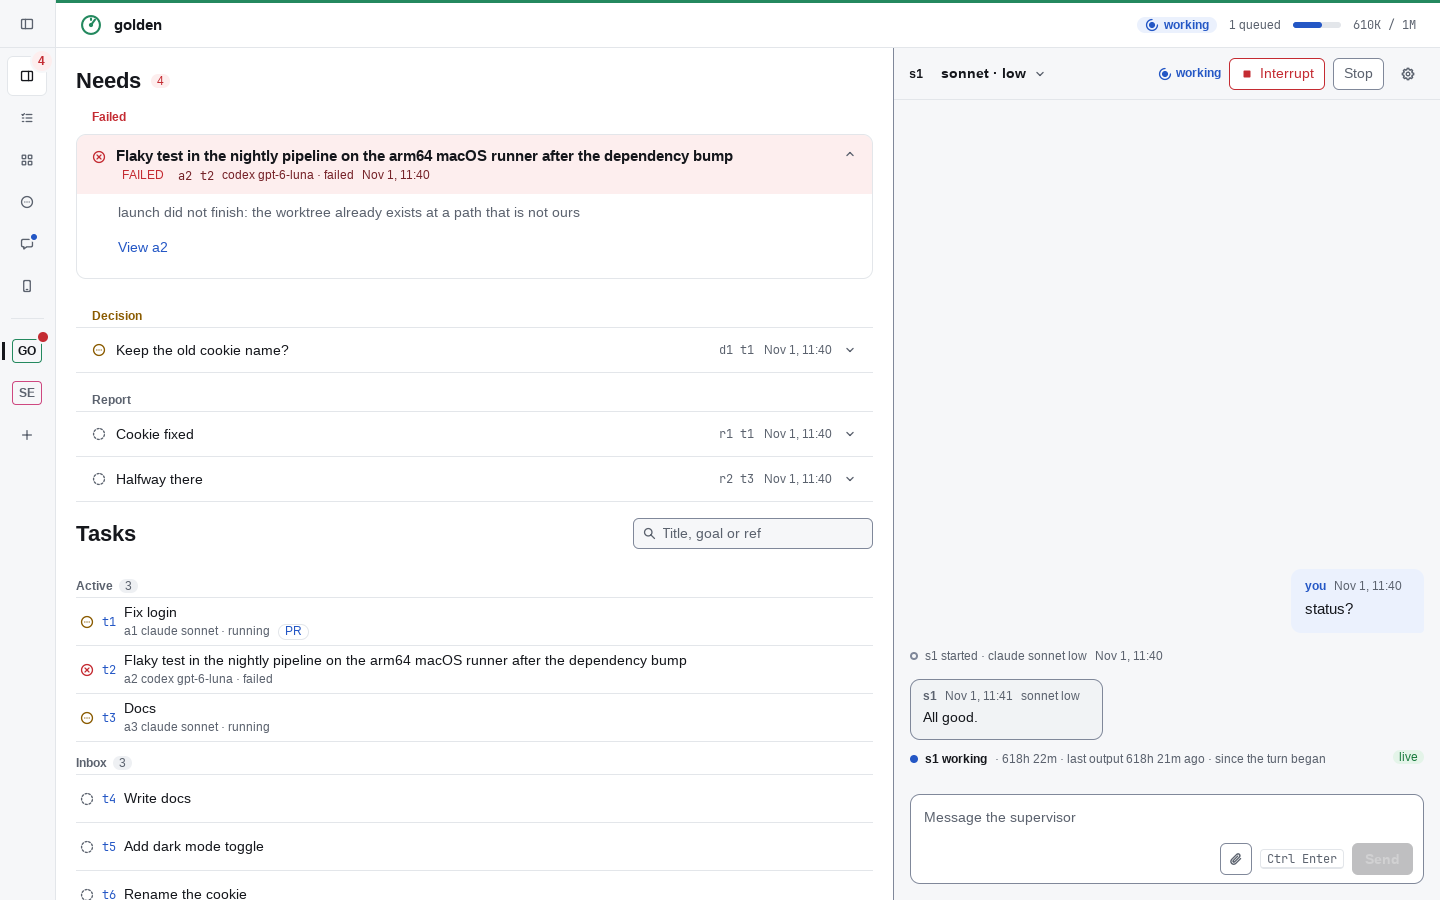 golden
working
1 queued
610K / 1M
4
GO
SE
Needs 4
Failed
Flaky test in the nightly pipeline on the arm64 macOS runner after the dependency bump
FAILED a2 t2 codex gpt-6-luna · failed Nov 1, 11:40
launch did not finish: the worktree already exists at a path that is not ours
View a2
Decision
Keep the old cookie name? d1 t1 Nov 1, 11:40
Report
Cookie fixed r1 t1 Nov 1, 11:40
Halfway there r2 t3 Nov 1, 11:40
Tasks
Title, goal or ref
Active 3
t1 Fix login
a1 claude sonnet · running PR
t2 Flaky test in the nightly pipeline on the arm64 macOS runner after the dependency bump
a2 codex gpt-6-luna · failed
t3 Docs
a3 claude sonnet · running
Inbox 3
t4 Write docs
t5 Add dark mode toggle
t6 Rename the cookie
s1 sonnet · low
working
Interrupt
Stop
you Nov 1, 11:40
status?
s1 started · claude sonnet low Nov 1, 11:40
s1 Nov 1, 11:41 sonnet low
All good.
s1 working · 618h 22m · last output 618h 21m ago · since the turn began
live
Message the supervisor
Ctrl Enter
Send